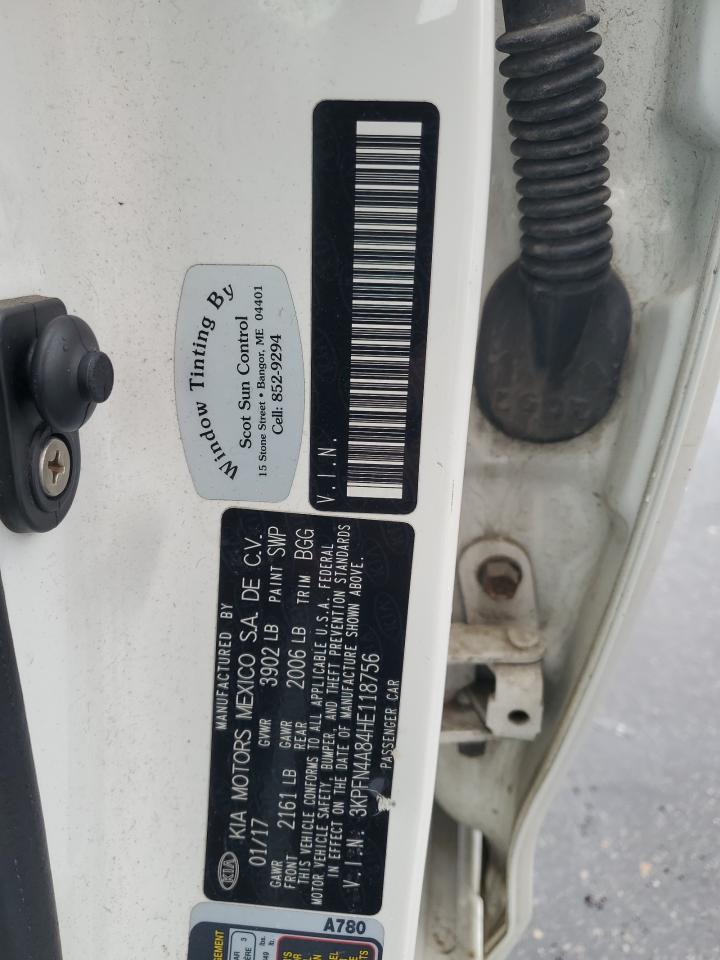 MANUFACTURED BY
KIA KIA MOTORS MEXICO S.A. DE C.V.
01/17 GVWR 3902 LB PAINT SWP
GAWR FRONT 2161 LB GAWR REAR 2006 LB TRIM BGG
THIS VEHICLE CONFORMS TO ALL APPLICABLE U.S.A. FEDERAL
MOTOR VEHICLE SAFETY, BUMPER, AND THEFT PREVENTION STANDARDS
IN EFFECT ON THE DATE OF MANUFACTURE SHOWN ABOVE.
V.I.N: 3KPFN4A84HE118756
PASSENGER CAR
V.I.N.
Window Tinting By
Scot Sun Control
15 Stone Street • Bangor, ME 04401
Cell: 852-9294
A780